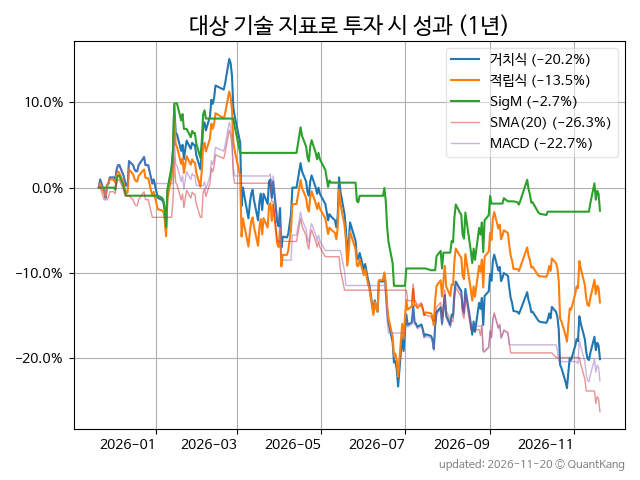 대상 기술 지표로 투자 시 성과 (1년)
거치식 (−20.2%)
적립식 (−13.5%)
SigM (−2.7%)
SMA(20) (−26.3%)
MACD (−22.7%)
10.0%
0.0%
−10.0%
−20.0%
2026-01 2026-03 2026-05 2026-07 2026-09 2026-11
updated: 2026-11-20 © QuantKang